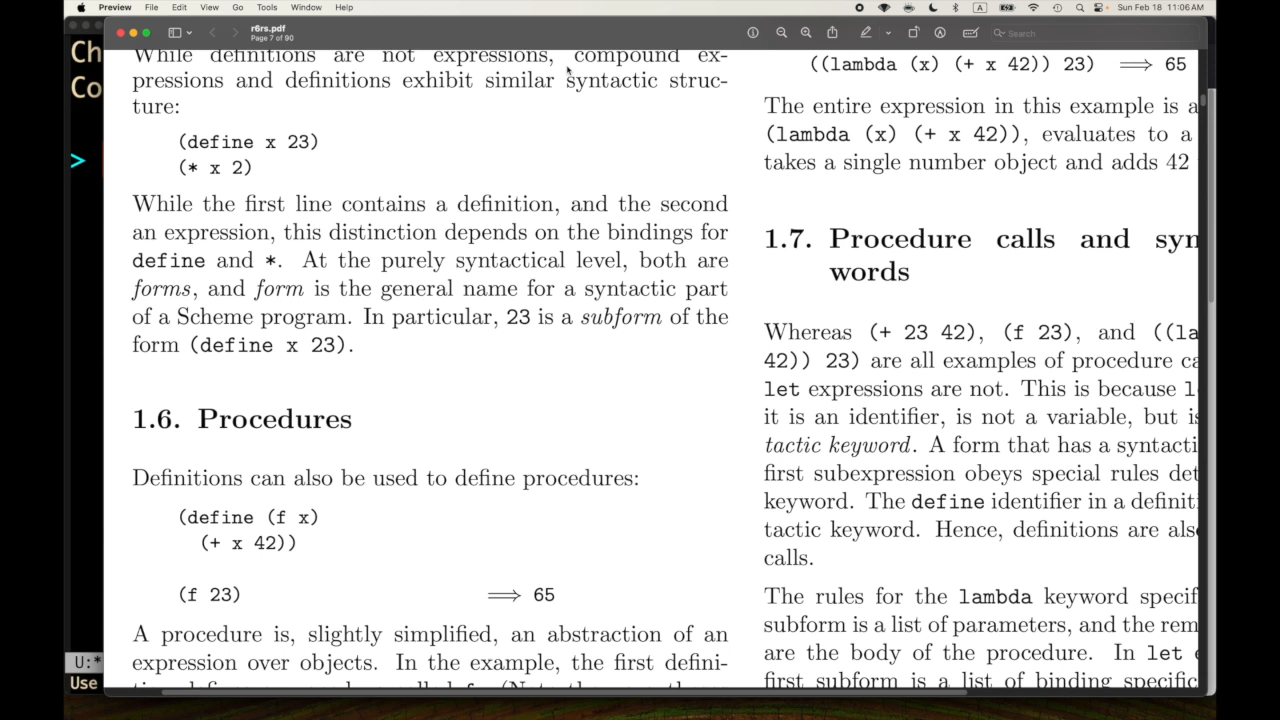 Preview File Edit View Go Tools Window Help
Sun Feb 18 11:06 AM
r6rs.pdf
Page 7 of 90
Search
Ch
Co
>
U:*
Use
While definitions are not expressions, compound ex-
pressions and definitions exhibit similar syntactic struc-
ture:
(define x 23)
(* x 2)
While the first line contains a definition, and the second
an expression, this distinction depends on the bindings for
define and *. At the purely syntactical level, both are
forms, and form is the general name for a syntactic part
of a Scheme program. In particular, 23 is a subform of the
form (define x 23).
1.6. Procedures
Definitions can also be used to define procedures:
(define (f x)
(+ x 42))
(f 23) ⟹ 65
A procedure is, slightly simplified, an abstraction of an
expression over objects. In the example, the first defini-
((lambda (x) (+ x 42)) 23) ⟹ 65
The entire expression in this example is a
(lambda (x) (+ x 42)), evaluates to a
takes a single number object and adds 42
1.7. Procedure calls and syn
words
Whereas (+ 23 42), (f 23), and ((la
42)) 23) are all examples of procedure ca
let expressions are not. This is because l
it is an identifier, is not a variable, but is
tactic keyword. A form that has a syntacti
first subexpression obeys special rules det
keyword. The define identifier in a definit
tactic keyword. Hence, definitions are also
calls.
The rules for the lambda keyword specif
subform is a list of parameters, and the rem
are the body of the procedure. In let e
first subform is a list of binding specific